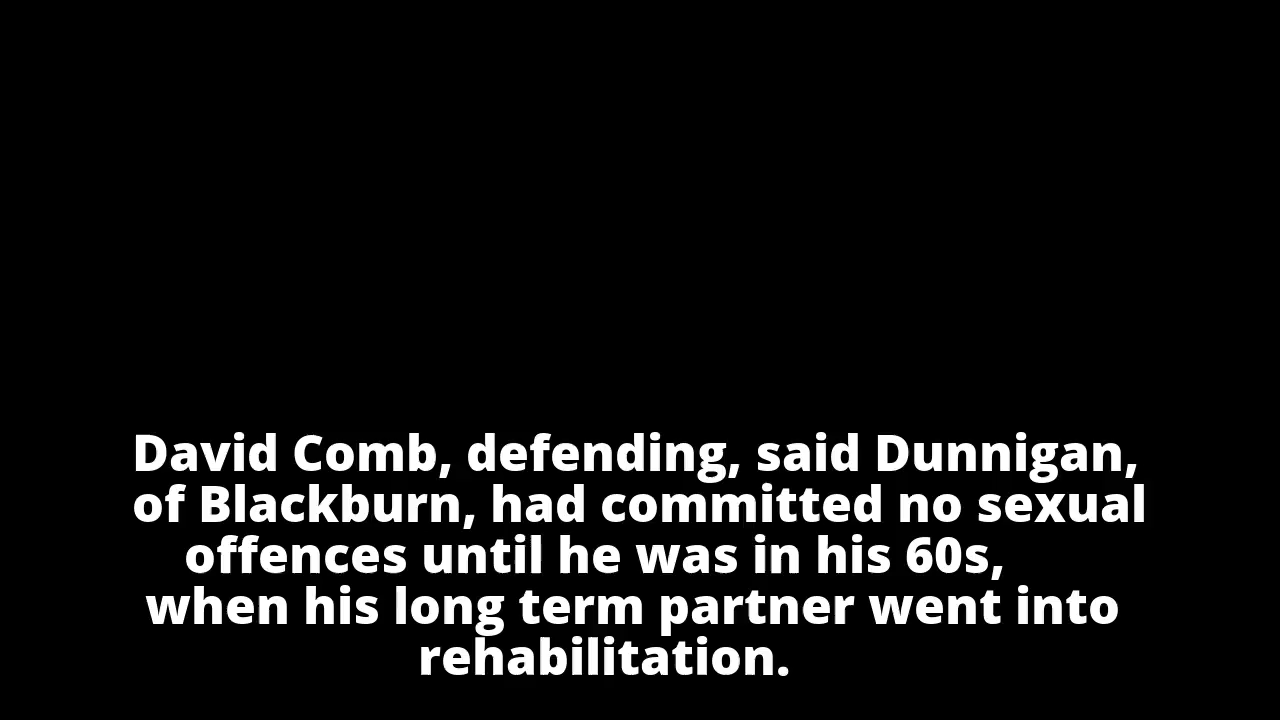 David Comb, defending, said Dunnigan,
of Blackburn, had committed no sexual
offences until he was in his 60s,
when his long term partner went into
rehabilitation.